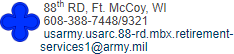 88th RD, Ft. McCoy, WI
608-388-7448/9321
usarmy.usarc.88-rd.mbx.retirement-
services1@army.mil